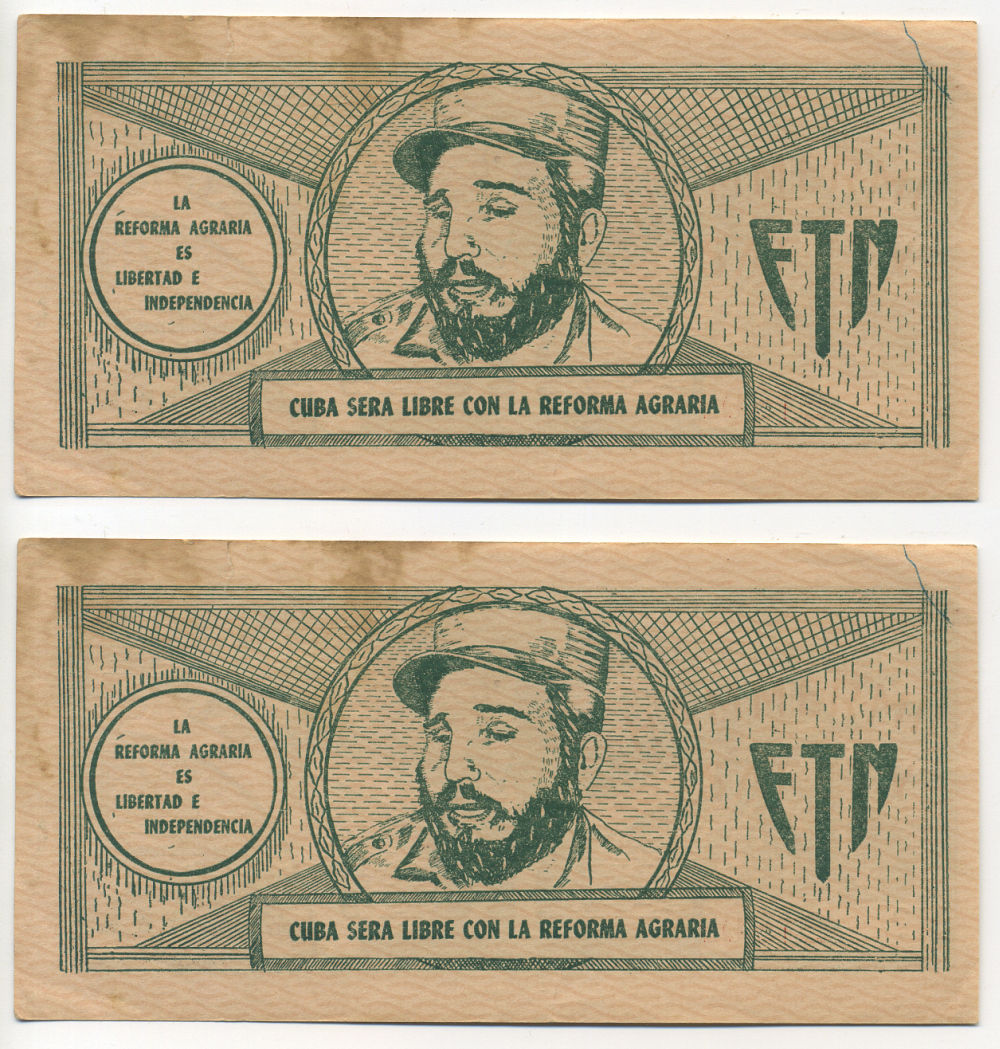 LA
REFORMA AGRARIA
ES
LIBERTAD E
INDEPENDENCIA
FTN
CUBA SERA LIBRE CON LA REFORMA AGRARIA
LA
REFORMA AGRARIA
ES
LIBERTAD E
INDEPENDENCIA
FTN
CUBA SERA LIBRE CON LA REFORMA AGRARIA